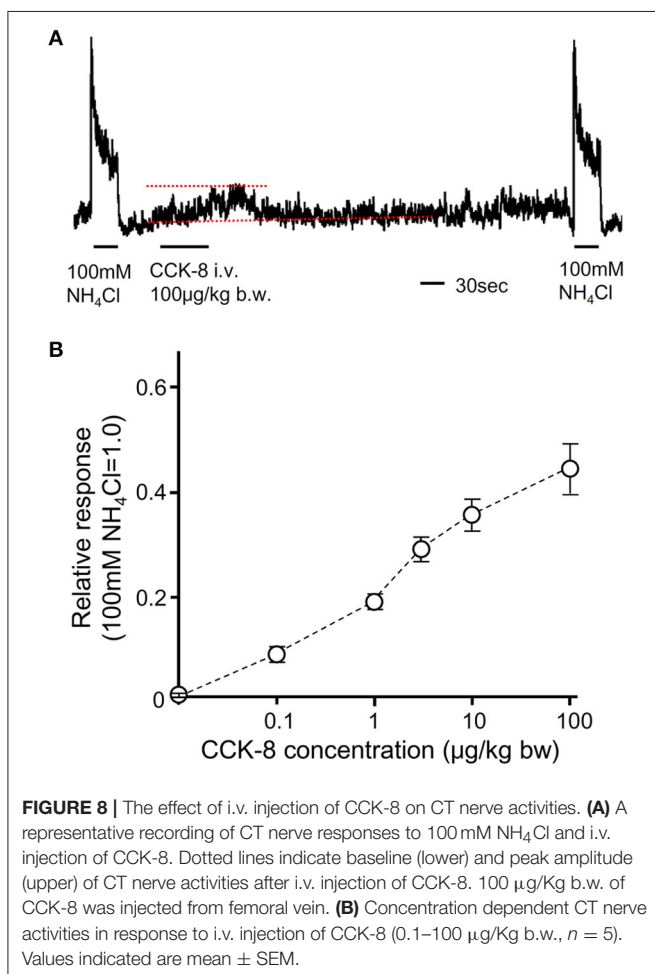 A
100mM
NH₄Cl
CCK-8 i.v.
100µg/kg b.w.
30sec
100mM
NH₄Cl
B
Relative response
(100mM NH₄Cl=1.0)
0.6
0.4
0.2
0
0.1
1
10
100
CCK-8 concentration (µg/kg bw)
FIGURE 8 | The effect of i.v. injection of CCK-8 on CT nerve activities. (A) A
representative recording of CT nerve responses to 100 mM NH₄Cl and i.v.
injection of CCK-8. Dotted lines indicate baseline (lower) and peak amplitude
(upper) of CT nerve activities after i.v. injection of CCK-8. 100 µg/Kg b.w. of
CCK-8 was injected from femoral vein. (B) Concentration dependent CT nerve
activities in response to i.v. injection of CCK-8 (0.1–100 µg/Kg b.w., n = 5).
Values indicated are mean ± SEM.